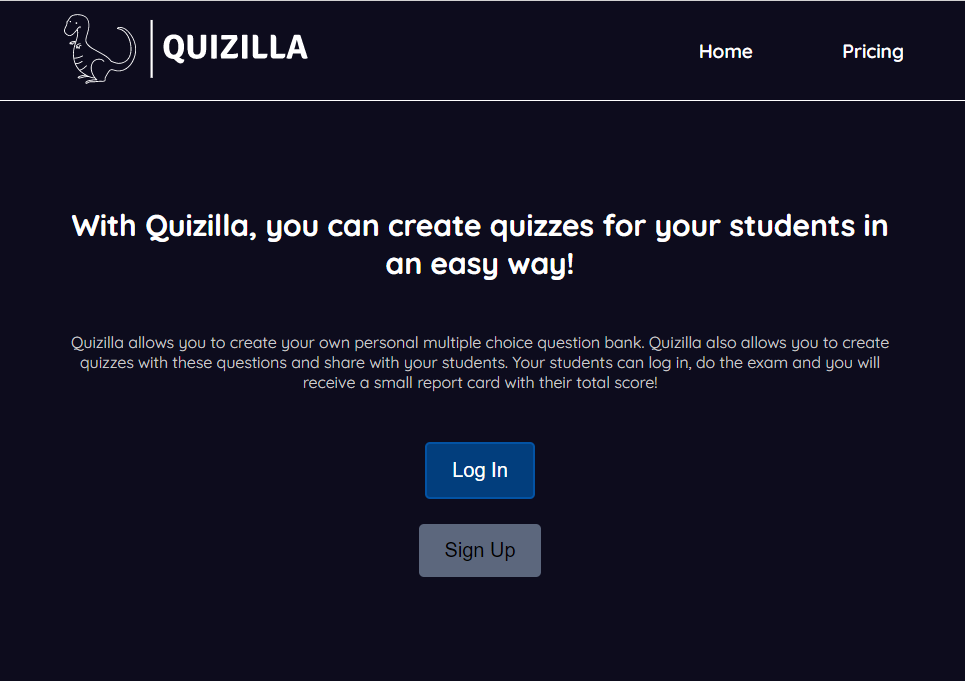 QUIZILLA
Home
Pricing
With Quizilla, you can create quizzes for your students in
an easy way!
Quizilla allows you to create your own personal multiple choice question bank. Quizilla also allows you to create
quizzes with these questions and share with your students. Your students can log in, do the exam and you will
receive a small report card with their total score!
Log In
Sign Up